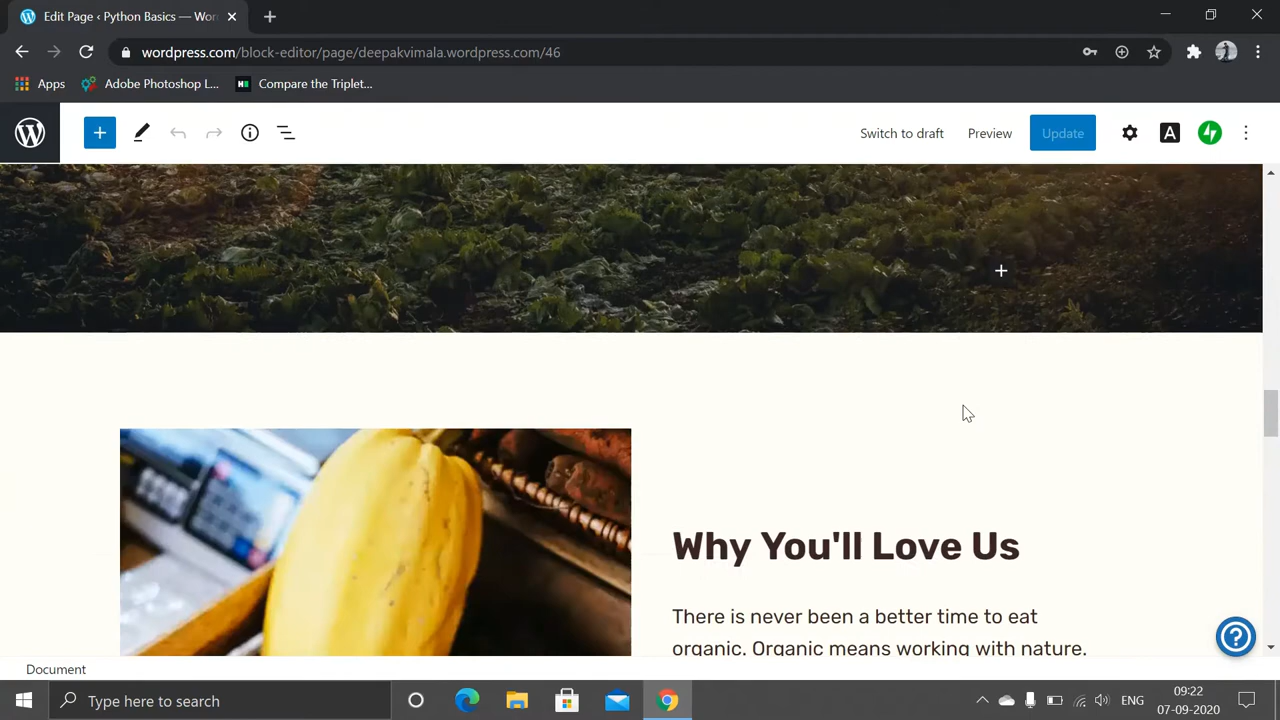 Edit Page ‹ Python Basics — Wor
wordpress.com/block-editor/page/deepakvimala.wordpress.com/46
Apps
Adobe Photoshop L...
Compare the Triplet...
Switch to draft
Preview
Update
Why You'll Love Us
There is never been a better time to eat
organic. Organic means working with nature.
Document
Type here to search
ENG
09:22
07-09-2020